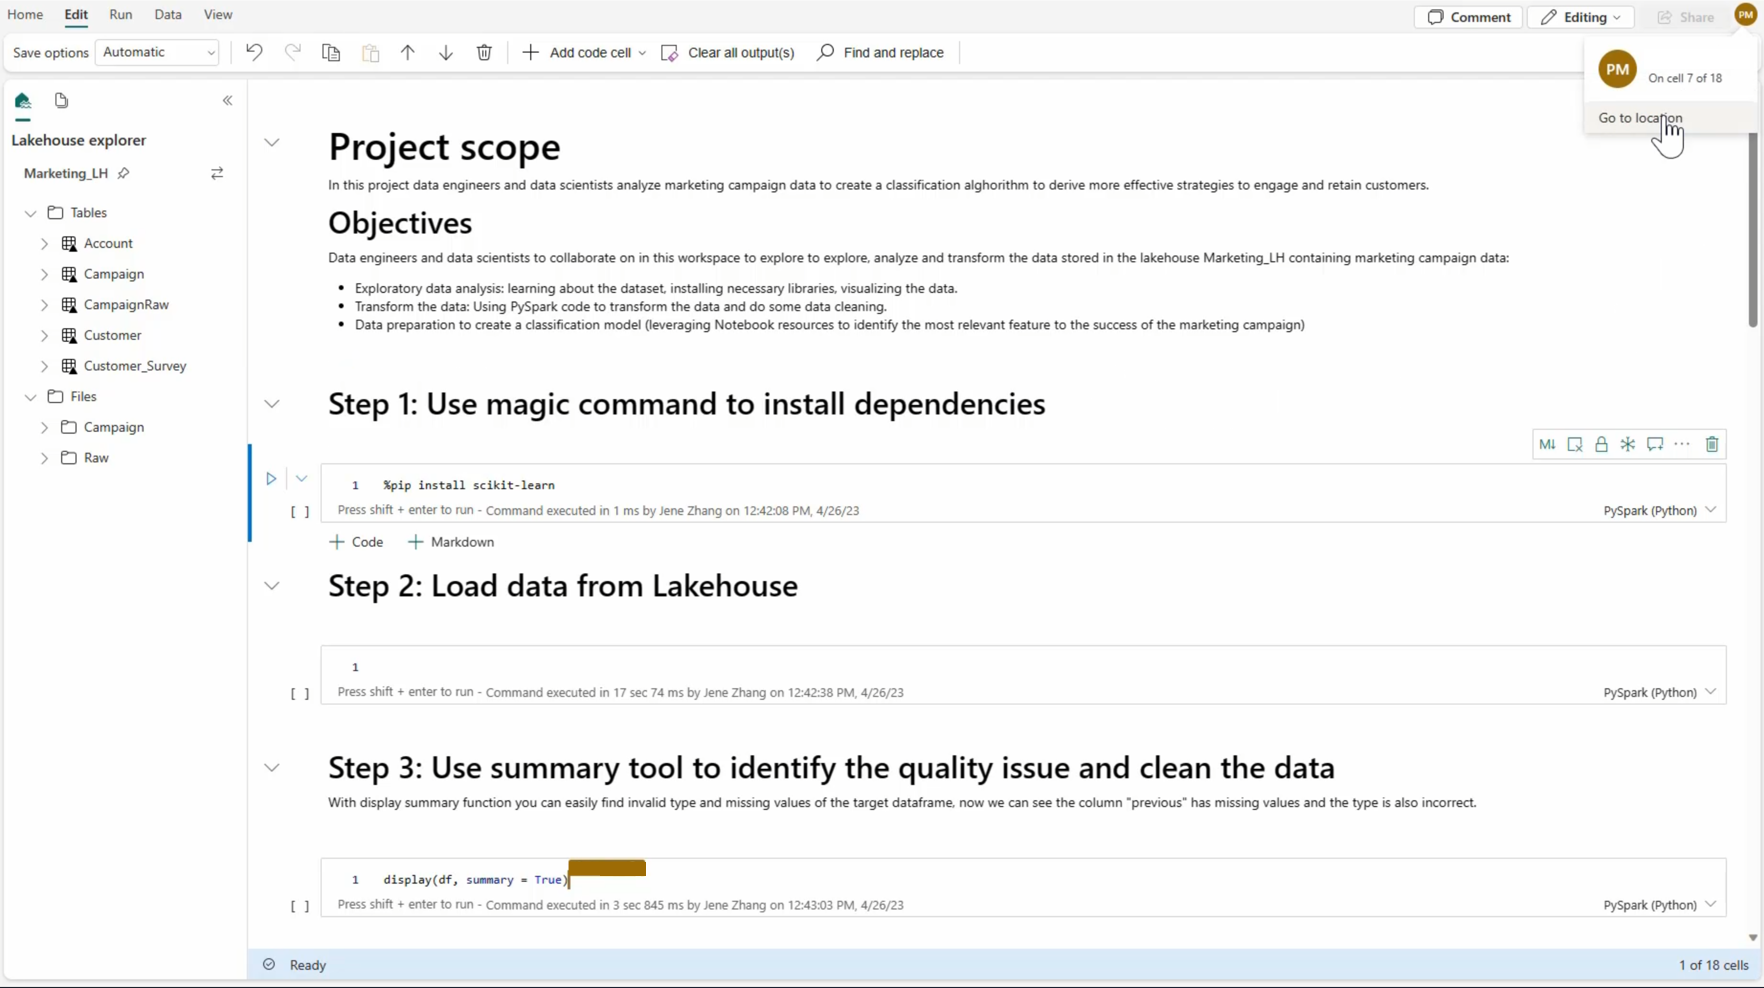 Home Edit Run Data View
Comment Editing Share PM
Save options Automatic Add code cell Clear all output(s) Find and replace
PM On cell 7 of 18
Go to location
Lakehouse explorer
Marketing_LH
Tables
Account
Campaign
CampaignRaw
Customer
Customer_Survey
Files
Campaign
Raw
Project scope
In this project data engineers and data scientists analyze marketing campaign data to create a classification alghorithm to derive more effective strategies to engage and retain customers.
Objectives
Data engineers and data scientists to collaborate on in this workspace to explore to explore, analyze and transform the data stored in the lakehouse Marketing_LH containing marketing campaign data:
• Exploratory data analysis: learning about the dataset, installing necessary libraries, visualizing the data.
• Transform the data: Using PySpark code to transform the data and do some data cleaning.
• Data preparation to create a classification model (leveraging Notebook resources to identify the most relevant feature to the success of the marketing campaign)
Step 1: Use magic command to install dependencies
M↓ ...
1 %pip install scikit-learn
[ ] Press shift + enter to run - Command executed in 1 ms by Jene Zhang on 12:42:08 PM, 4/26/23 PySpark (Python)
+ Code + Markdown
Step 2: Load data from Lakehouse
1
[ ] Press shift + enter to run - Command executed in 17 sec 74 ms by Jene Zhang on 12:42:38 PM, 4/26/23 PySpark (Python)
Step 3: Use summary tool to identify the quality issue and clean the data
With display summary function you can easily find invalid type and missing values of the target dataframe, now we can see the column "previous" has missing values and the type is also incorrect.
1 display(df, summary = True)
[ ] Press shift + enter to run - Command executed in 3 sec 845 ms by Jene Zhang on 12:43:03 PM, 4/26/23 PySpark (Python)
Ready 1 of 18 cells